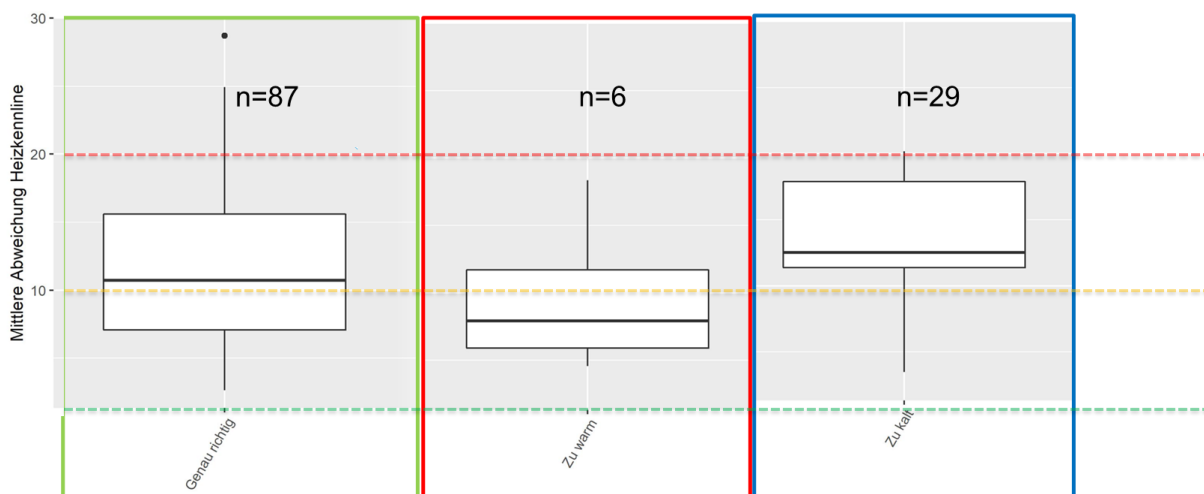 Mittlere Abweichung Heizkennline
30
20
10
n=87
n=6
n=29
Genau richtig
Zu warm
Zu kalt